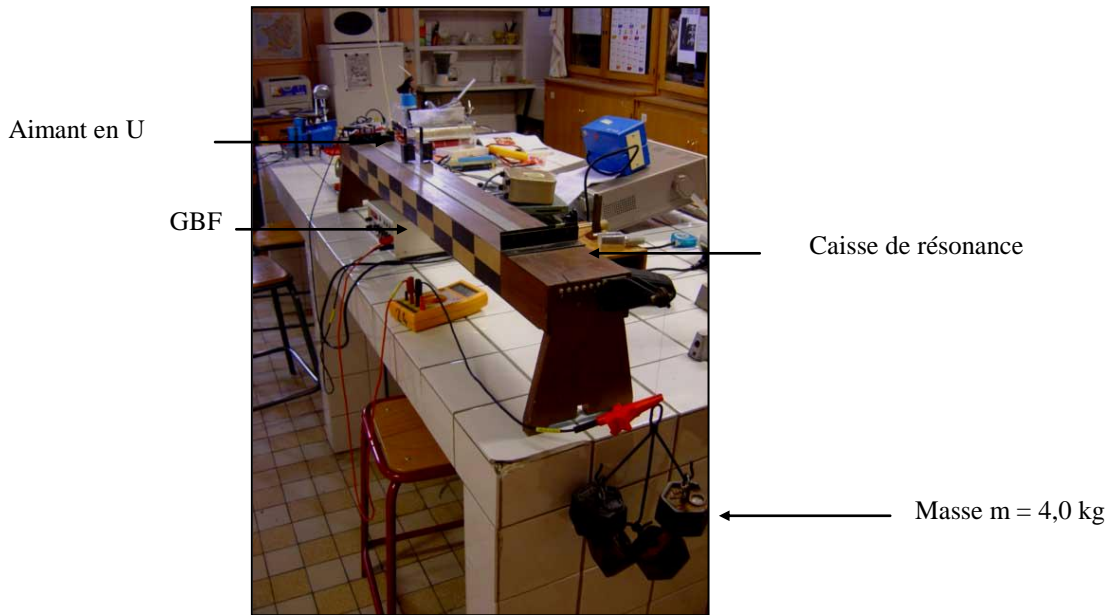 Aimant en U
GBF
Caisse de résonance
Masse m = 4,0 kg